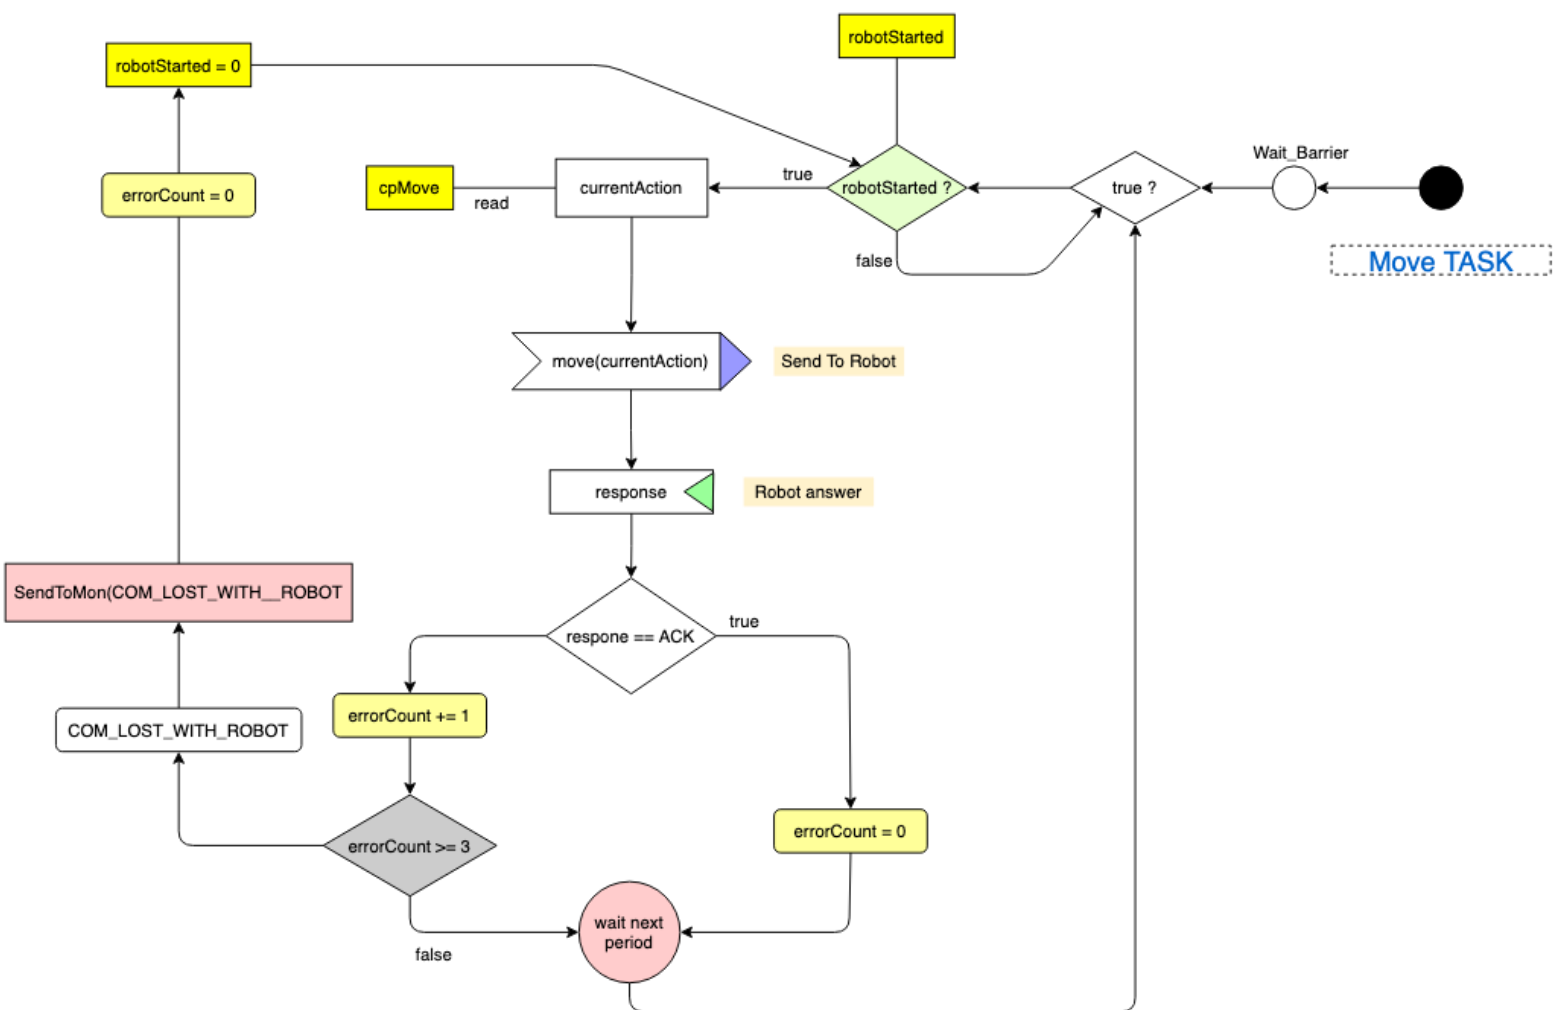 robotStarted
robotStarted = 0
Wait_Barrier
true
cpMove
currentAction
robotStarted ?
true ?
errorCount = 0
read
false
Move TASK
move(currentAction)
Send To Robot
response
Robot answer
SendToMon(COM_LOST_WITH__ROBOT
true
respone == ACK
errorCount += 1
COM_LOST_WITH_ROBOT
errorCount = 0
errorCount >= 3
wait next
period
false